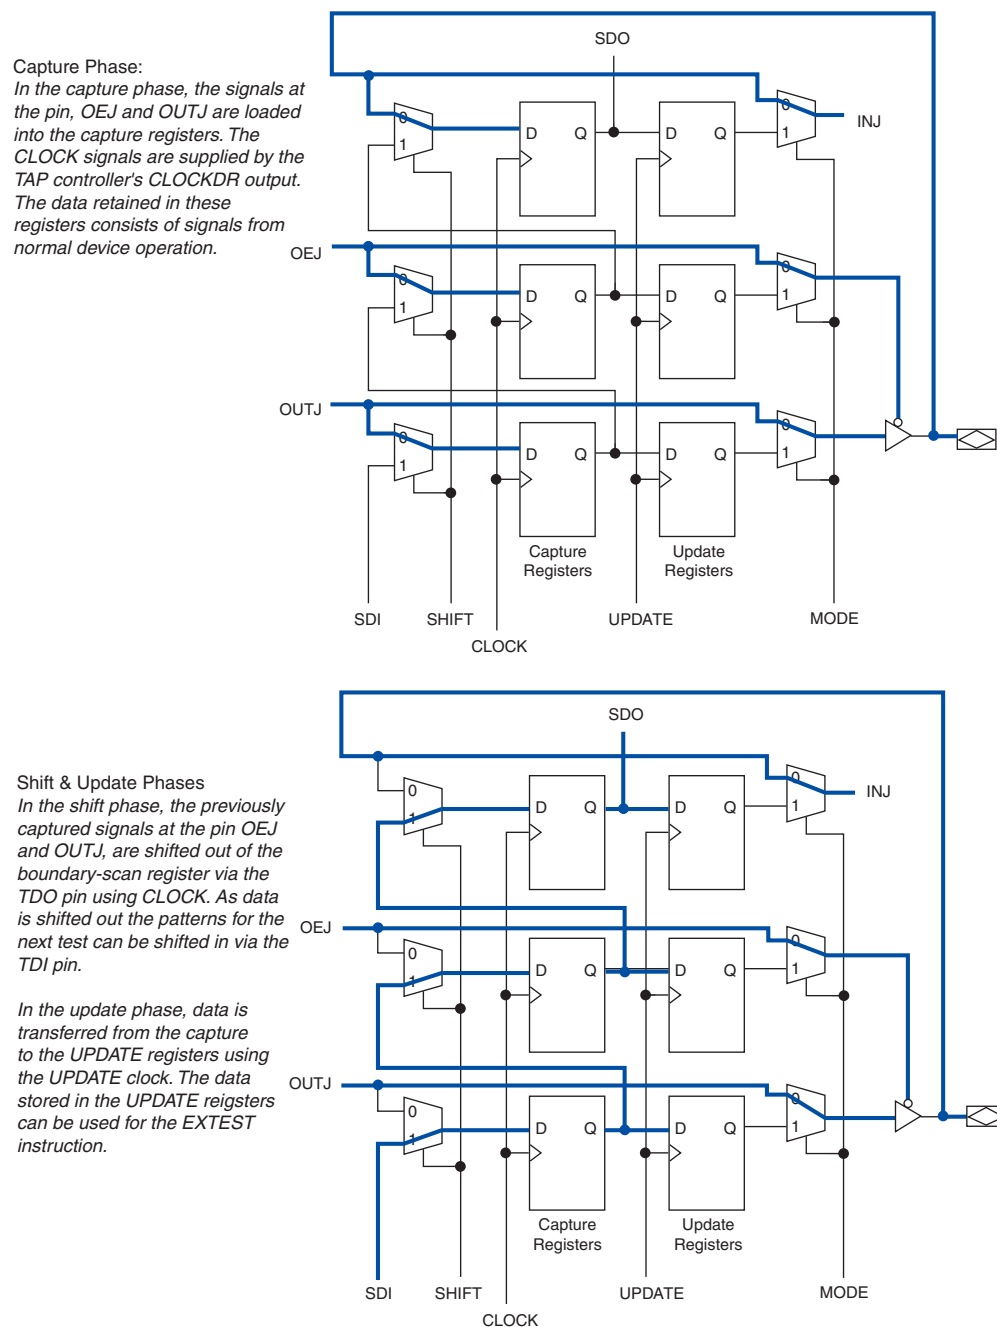 SDO
Capture Phase:
In the capture phase, the signals at
the pin, OEJ and OUTJ are loaded
into the capture registers. The
CLOCK signals are supplied by the
TAP controller's CLOCKDR output.
The data retained in these
registers consists of signals from
normal device operation.
0
1
D Q
D Q
0
1
INJ
OEJ
0
1
D Q
D Q
0
1
OUTJ
0
1
D Q
D Q
0
1
Capture
Registers
Update
Registers
SDI
SHIFT
UPDATE
MODE
CLOCK
SDO
Shift & Update Phases
In the shift phase, the previously
captured signals at the pin OEJ
and OUTJ, are shifted out of the
boundary-scan register via the
TDO pin using CLOCK. As data
is shifted out the patterns for the
next test can be shifted in via the
TDI pin.
In the update phase, data is
transferred from the capture
to the UPDATE registers using
the UPDATE clock. The data
stored in the UPDATE reigsters
can be used for the EXTEST
instruction.
0
1
D Q
D Q
0
1
INJ
OEJ
0
1
D Q
D Q
0
1
OUTJ
0
1
D Q
D Q
0
1
Capture
Registers
Update
Registers
SDI
SHIFT
UPDATE
MODE
CLOCK